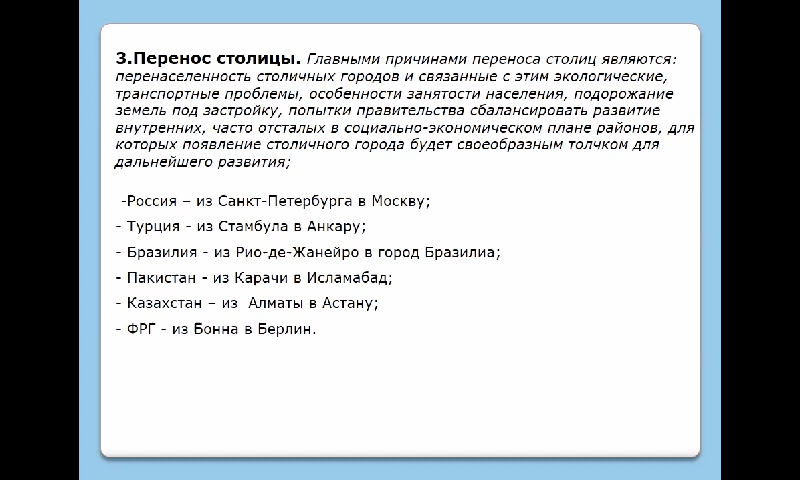 3.Перенос столицы. Главными причинами переноса столиц являются:
перенаселенность столичных городов и связанные с этим экологические,
транспортные проблемы, особенности занятости населения, подорожание
земель под застройку, попытки правительства сбалансировать развитие
внутренних, часто отсталых в социально-экономическом плане районов, для
которых появление столичного города будет своеобразным толчком для
дальнейшего развития;
-Россия – из Санкт-Петербурга в Москву;
- Турция - из Стамбула в Анкару;
- Бразилия - из Рио-де-Жанейро в город Бразилиа;
- Пакистан - из Карачи в Исламабад;
- Казахстан – из  Алматы в Астану;
- ФРГ - из Бонна в Берлин.